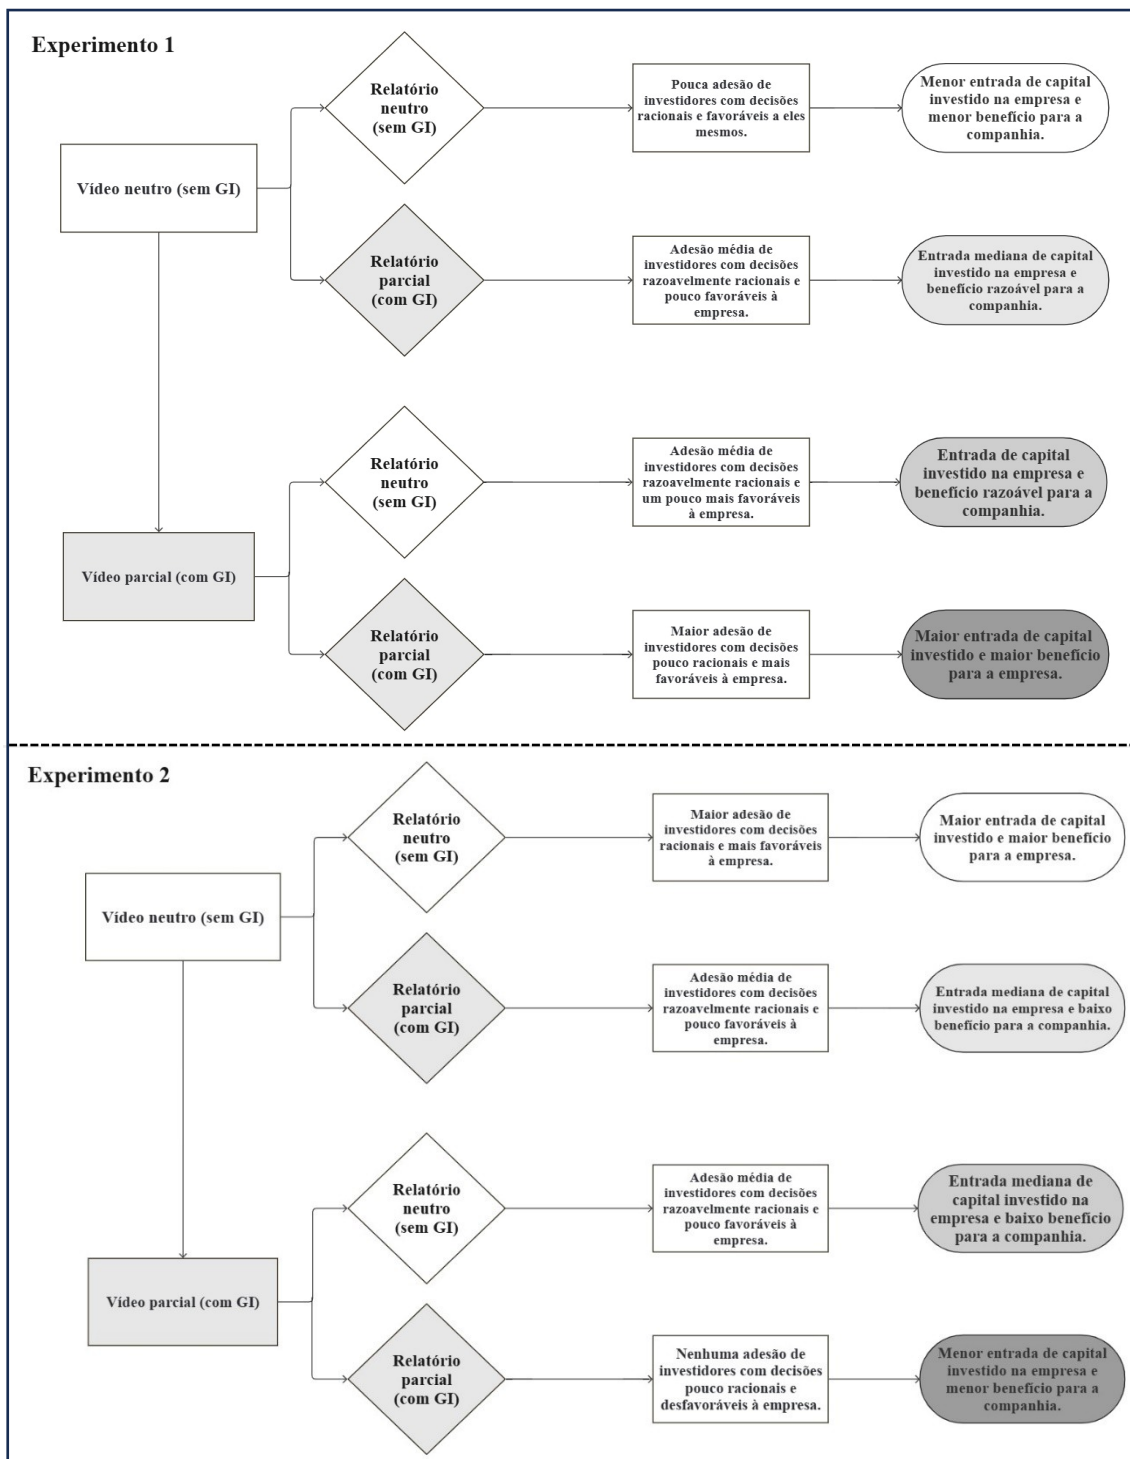 Experimento 1
Relatório
neutro
(sem GI)
Pouca adesão de
investidores com decisões
racionais e favoráveis a eles
mesmos.
Menor entrada de capital
investido na empresa e
menor benefício para a
companhia.
Vídeo neutro (sem GI)
Relatório
parcial
(com GI)
Adesão média de
investidores com decisões
razoavelmente racionais e
pouco favoráveis à
empresa.
Entrada mediana de capital
investido na empresa e
benefício razoável para a
companhia.
Relatório
neutro
(sem GI)
Adesão média de
investidores com decisões
razoavelmente racionais e
um pouco mais favoráveis
à empresa.
Entrada de capital
investido na empresa e
benefício razoável para a
companhia.
Vídeo parcial (com GI)
Relatório
parcial
(com GI)
Maior adesão de
investidores com decisões
pouco racionais e mais
favoráveis à empresa.
Maior entrada de capital
investido e maior benefício
para a empresa.
Experimento 2
Relatório
neutro
(sem GI)
Maior adesão de
investidores com decisões
racionais e mais favoráveis
à empresa.
Maior entrada de capital
investido e maior benefício
para a empresa.
Vídeo neutro (sem GI)
Relatório
parcial
(com GI)
Adesão média de
investidores com decisões
razoavelmente racionais e
pouco favoráveis à
empresa.
Entrada mediana de capital
investido na empresa e baixo
benefício para a companhia.
Relatório
neutro
(sem GI)
Adesão média de
investidores com decisões
razoavelmente racionais e
pouco favoráveis à
empresa.
Entrada mediana de
capital investido na
empresa e baixo benefício
para a companhia.
Vídeo parcial (com GI)
Relatório
parcial
(com GI)
Nenhuma adesão de
investidores com decisões
pouco racionais e
desfavoráveis à empresa.
Menor entrada de capital
investido na empresa e
menor benefício para a
companhia.